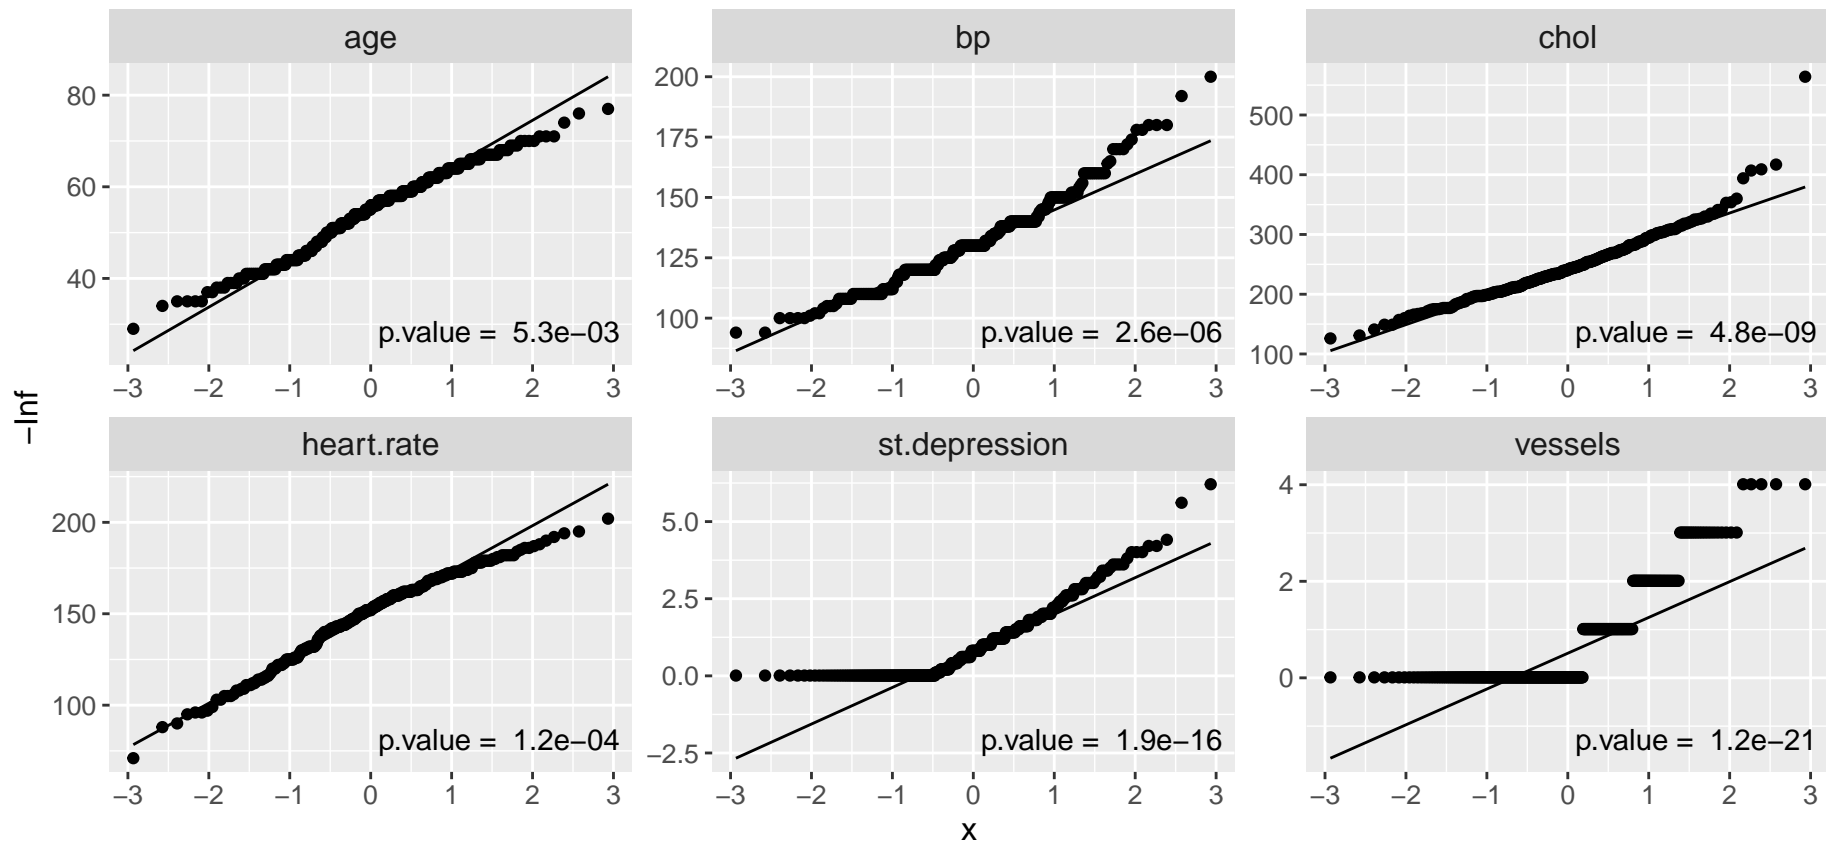 age
bp
chol
80
60
40
p.value = 5.3e−03
−3 −2 −1 0 1 2 3
200
175
150
125
100
p.value = 2.6e−06
−3 −2 −1 0 1 2 3
500
400
300
200
100
p.value = 4.8e−09
−3 −2 −1 0 1 2 3
−Inf
heart.rate
st.depression
vessels
200
150
100
p.value = 1.2e−04
−3 −2 −1 0 1 2 3
5.0
2.5
0.0
−2.5
p.value = 1.9e−16
−3 −2 −1 0 1 2 3
4
2
0
p.value = 1.2e−21
−3 −2 −1 0 1 2 3
x